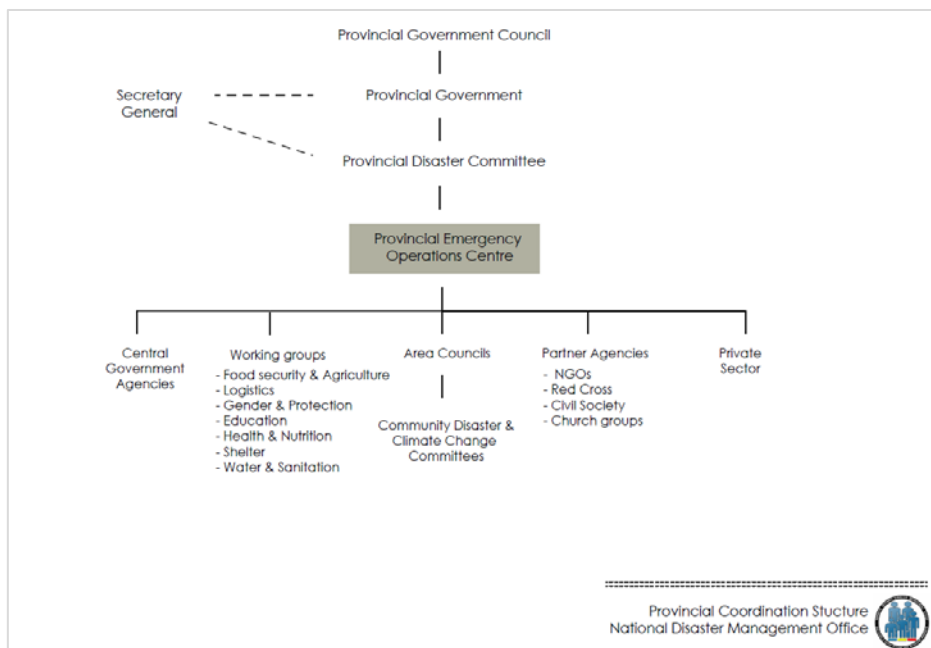 Provincial Government Council
Secretary
General
Provincial Government
Provincial Disaster Committee
Provincial Emergency
Operations Centre
Central
Government
Agencies
Working groups
- Food security & Agriculture
- Logistics
- Gender & Protection
- Education
- Health & Nutrition
- Shelter
- Water & Sanitation
Area Councils
Community Disaster &
Climate Change
Committees
Partner Agencies
- NGOs
- Red Cross
- Civil Society
- Church groups
Private
Sector
Provincial Coordination Stucture
National Disaster Management Office